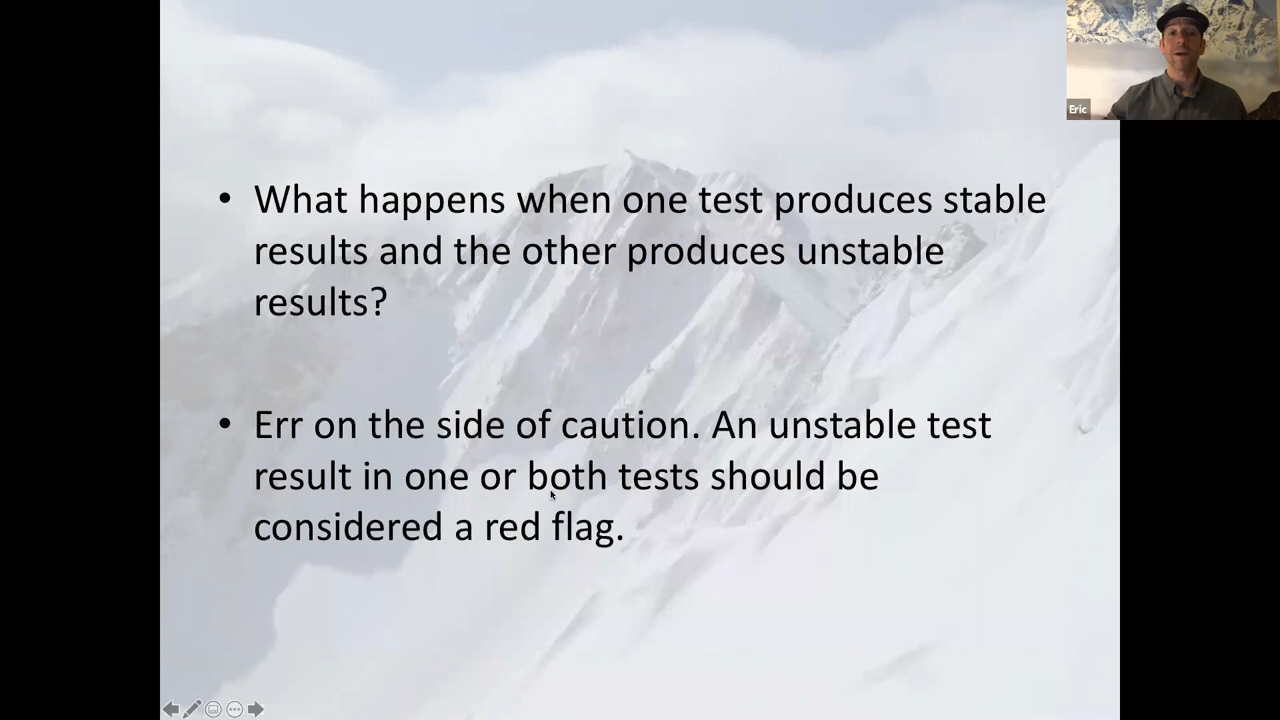 Eric
• What happens when one test produces stable
results and the other produces unstable
results?
• Err on the side of caution. An unstable test
result in one or both tests should be
considered a red flag.